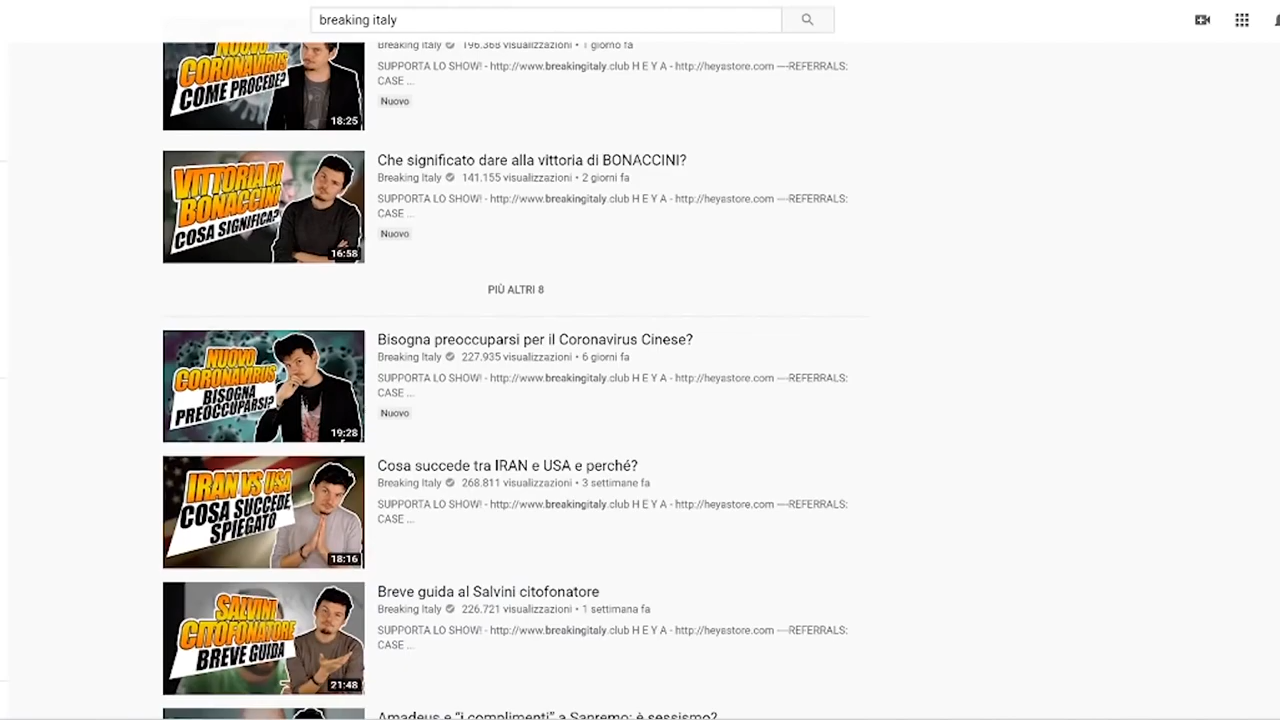 breaking italy
NUOVO
CORONAVIRUS
COME PROCEDE?
18:25
Breaking Italy 196.368 visualizzazioni • 1 giorno fa
SUPPORTA LO SHOW! - http://www.breakingitaly.club H E Y A - http://heyastore.com ----REFERRALS:
CASE ...
Nuovo
VITTORIA DI
BONACCINI
COSA SIGNIFICA?
16:58
Che significato dare alla vittoria di BONACCINI?
Breaking Italy 141.155 visualizzazioni • 2 giorni fa
SUPPORTA LO SHOW! - http://www.breakingitaly.club H E Y A - http://heyastore.com ----REFERRALS:
CASE ...
Nuovo
PIÙ ALTRI 8
NUOVO
CORONAVIRUS
BISOGNA
PREOCCUPARSI?
19:28
Bisogna preoccuparsi per il Coronavirus Cinese?
Breaking Italy 227.935 visualizzazioni • 6 giorni fa
SUPPORTA LO SHOW! - http://www.breakingitaly.club H E Y A - http://heyastore.com ----REFERRALS:
CASE ...
Nuovo
IRAN VS USA
COSA SUCCEDE
SPIEGATO
18:16
Cosa succede tra IRAN e USA e perché?
Breaking Italy 268.811 visualizzazioni • 3 settimane fa
SUPPORTA LO SHOW! - http://www.breakingitaly.club H E Y A - http://heyastore.com ----REFERRALS:
CASE ...
SALVINI
CITOFONATORE
BREVE GUIDA
21:48
Breve guida al Salvini citofonatore
Breaking Italy 226.721 visualizzazioni • 1 settimana fa
SUPPORTA LO SHOW! - http://www.breakingitaly.club H E Y A - http://heyastore.com ----REFERRALS:
CASE ...
Amadeus e "i complimenti" a Sanremo: è sessismo?